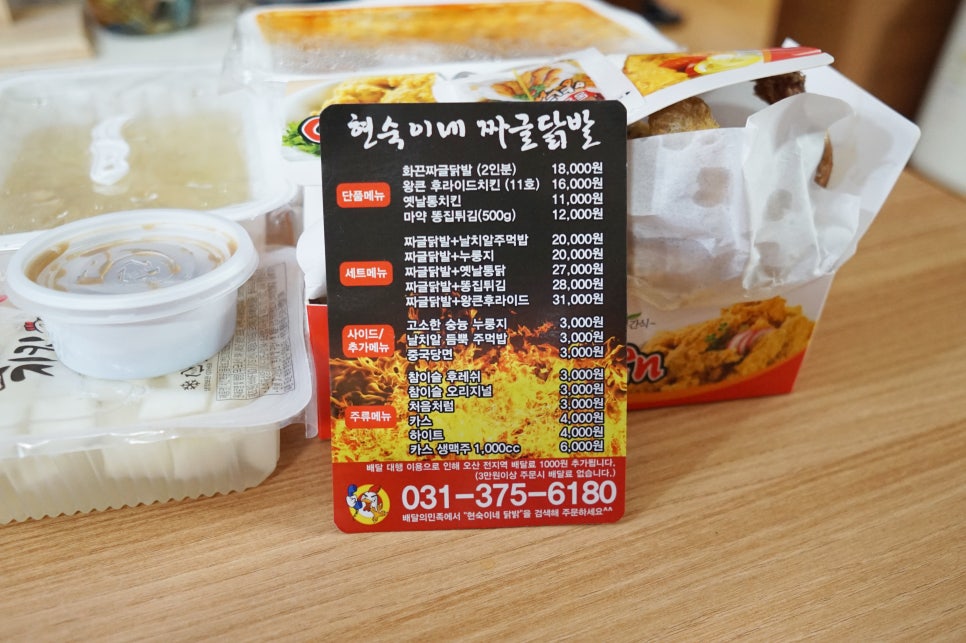 현숙이네 짜글닭발
단품메뉴
화끈짜글닭발 (2인분) 18,000원
왕큰 후라이드치킨 (11호) 16,000원
옛날통치킨 11,000원
마약 똥집튀김(500g) 12,000원
세트메뉴
짜글닭발+날치알주먹밥 20,000원
짜글닭발+누룽지 20,000원
짜글닭발+옛날통닭 27,000원
짜글닭발+똥집튀김 28,000원
짜글닭발+왕큰후라이드 31,000원
사이드/
추가메뉴
고소한 숭늉 누룽지 3,000원
날치알 듬뿍 주먹밥 3,000원
중국당면 3,000원
주류메뉴
참이슬 후레쉬 3,000원
참이슬 오리지널 3,000원
처음처럼 3,000원
카스 4,000원
하이트 4,000원
카스 생맥주 1,000cc 6,000원
배달 대행 이용으로 인해 오산 전지역 배달료 1000원 추가됩니다.
(3만원이상 주문시 배달료 없습니다.)
031-375-6180
배달의민족에서 "현숙이네 닭밝"을 검색해 주문하세요^^
간식~